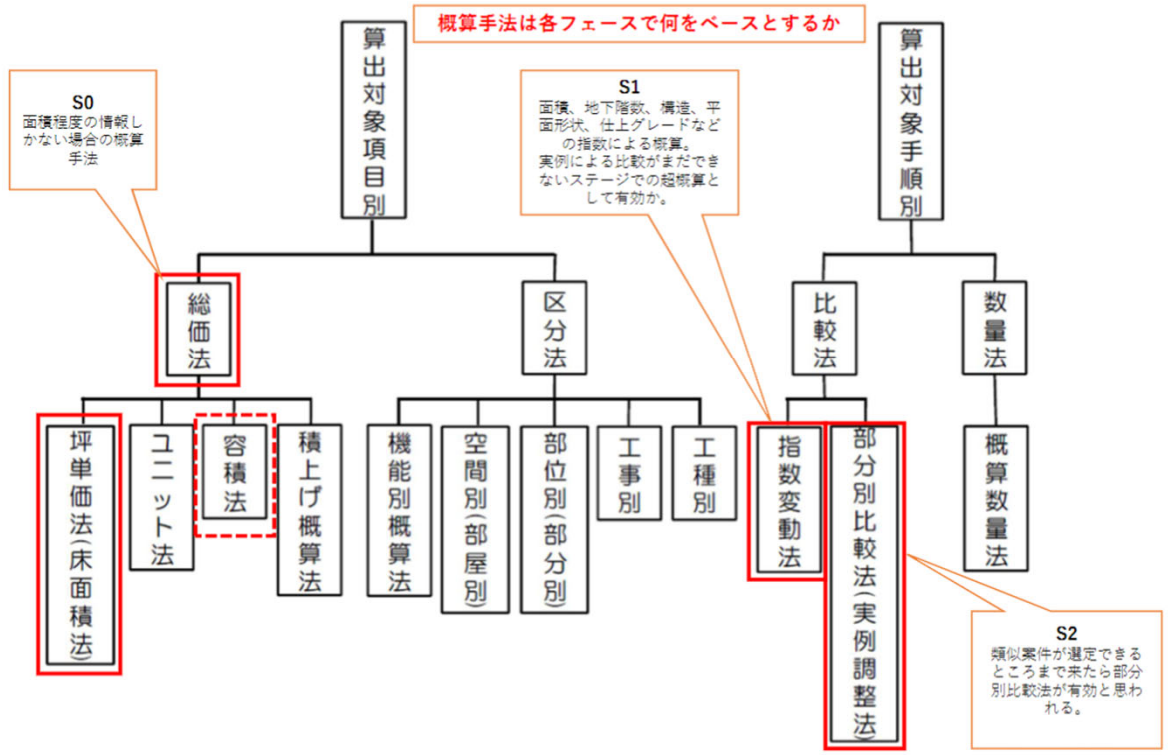 概算手法は各フェースで何をベースとするか
算出対象項目別
算出対象手順別
S0
面積程度の情報し
かない場合の概算
手法
S1
面積、地下階数、構造、平
面形状、仕上グレードなど
の指数による概算。
実例による比較がまだでき
ないステージでの超概算と
して有効か。
総価法
区分法
比較法
数量法
坪単価法(床面積法)
ユニット法
容積法
積上げ概算法
機能別概算法
空間別(部屋別)
部位別(部分別)
工事別
工種別
指数変動法
部分別比較法(実例調整法)
概算数量法
S2
類似案件が選定できる
ところまで来たら部分
別比較法が有効と思わ
れる。